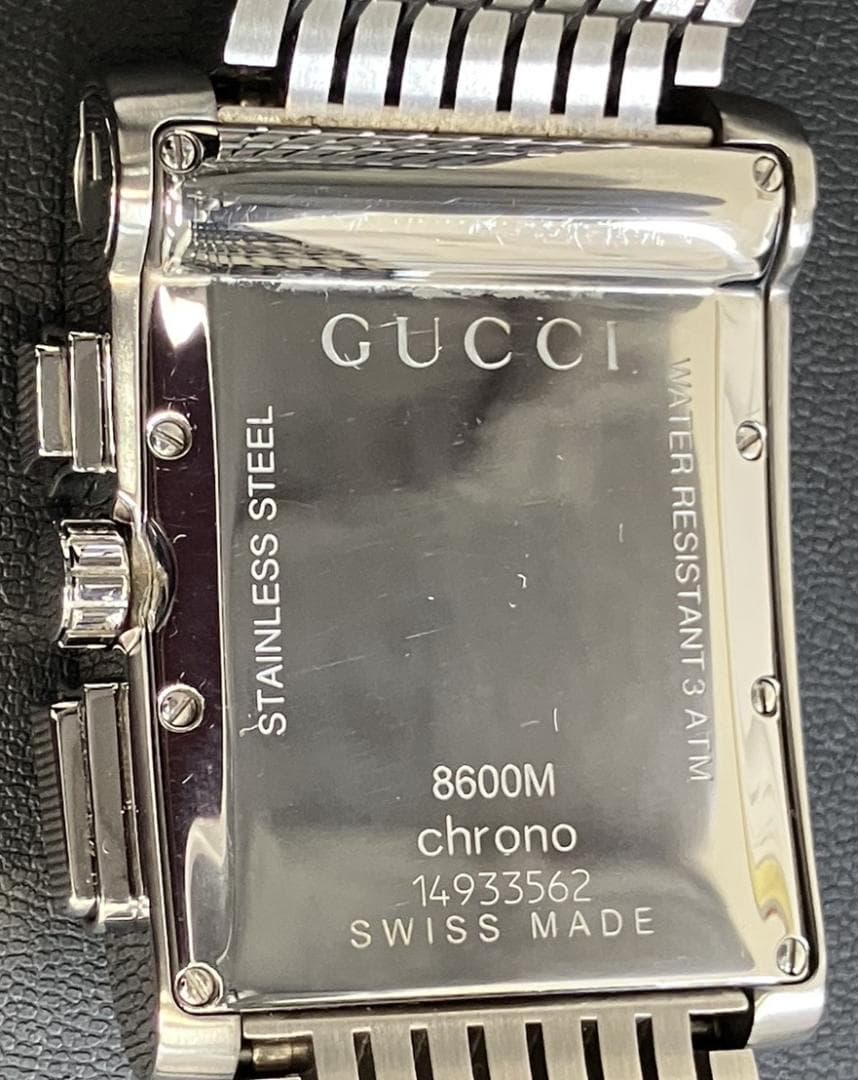 GUCCI
STAINLESS STEEL
WATER RESISTANT 3 ATM
8600M
chrono
14933562
SWISS MADE